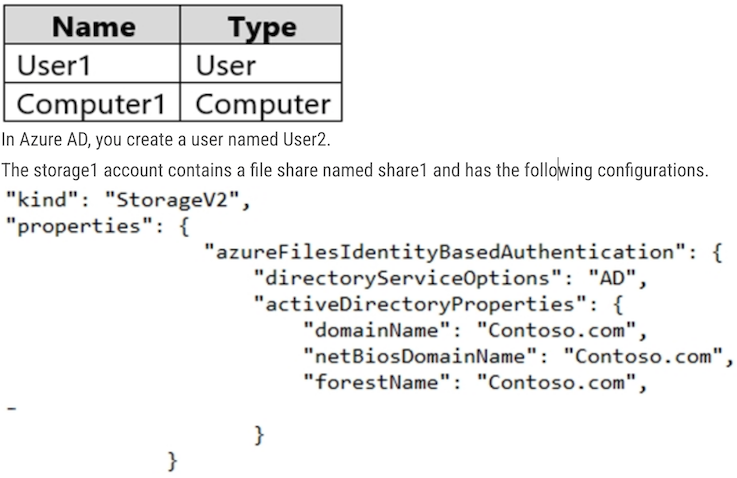 Name Type
User1 User
Computer1 Computer
In Azure AD, you create a user named User2.
The storage1 account contains a file share named share1 and has the following configurations.
"kind": "StorageV2",
"properties": {
"azureFilesIdentityBasedAuthentication": {
"directoryServiceOptions": "AD",
"activeDirectoryProperties": {
"domainName": "Contoso.com",
"netBiosDomainName": "Contoso.com",
"forestName": "Contoso.com",
-
}
}